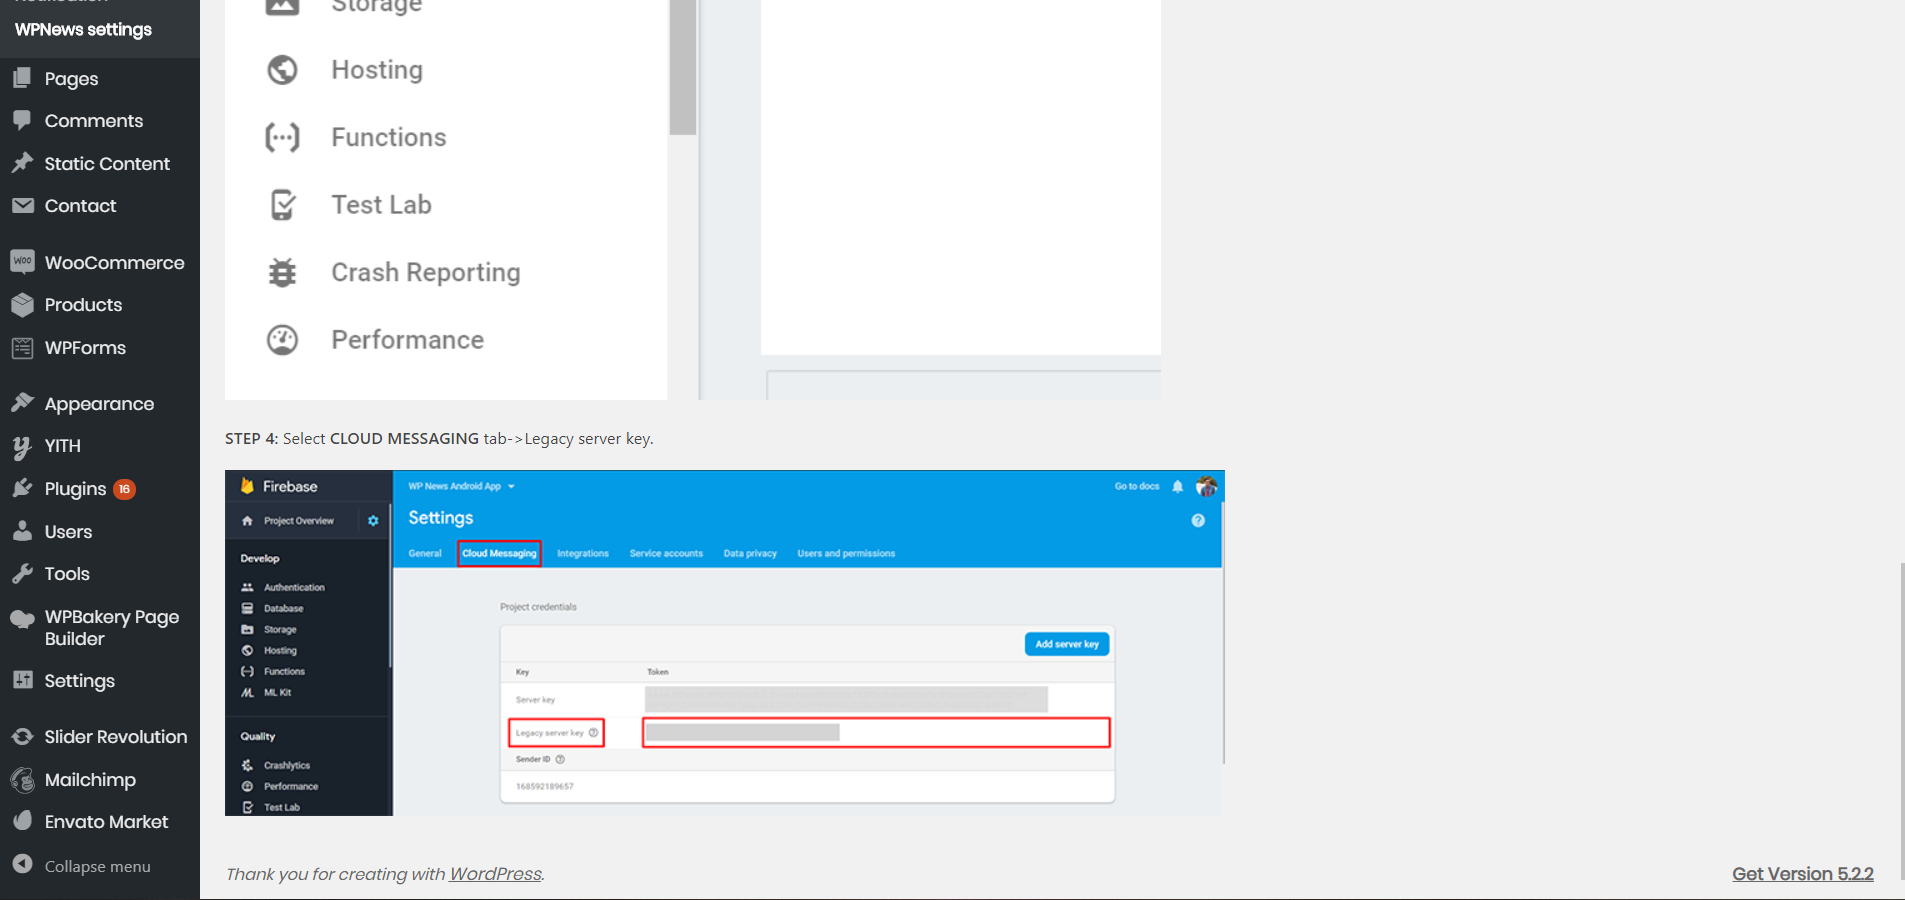 WPNews settings
Pages
Comments
Static Content
Contact
WooCommerce
Products
WPForms
Appearance
YITH
Plugins 16
Users
Tools
WPBakery Page
Builder
Settings
Slider Revolution
Mailchimp
Envato Market
Collapse menu
Storage
Hosting
Functions
Test Lab
Crash Reporting
Performance
STEP 4: Select CLOUD MESSAGING tab->Legacy server key.
Firebase
Project Overview
Develop
Authentication
Database
Storage
Hosting
Functions
ML Kit
Quality
Crashlytics
Performance
Test Lab
WP News Android App
Go to docs
Settings
General Cloud Messaging Integrations Service accounts Data privacy Users and permissions
Project credentials
Add server key
Key Token
Server key
Legacy server key
Sender ID
168592189657
Thank you for creating with WordPress.
Get Version 5.2.2